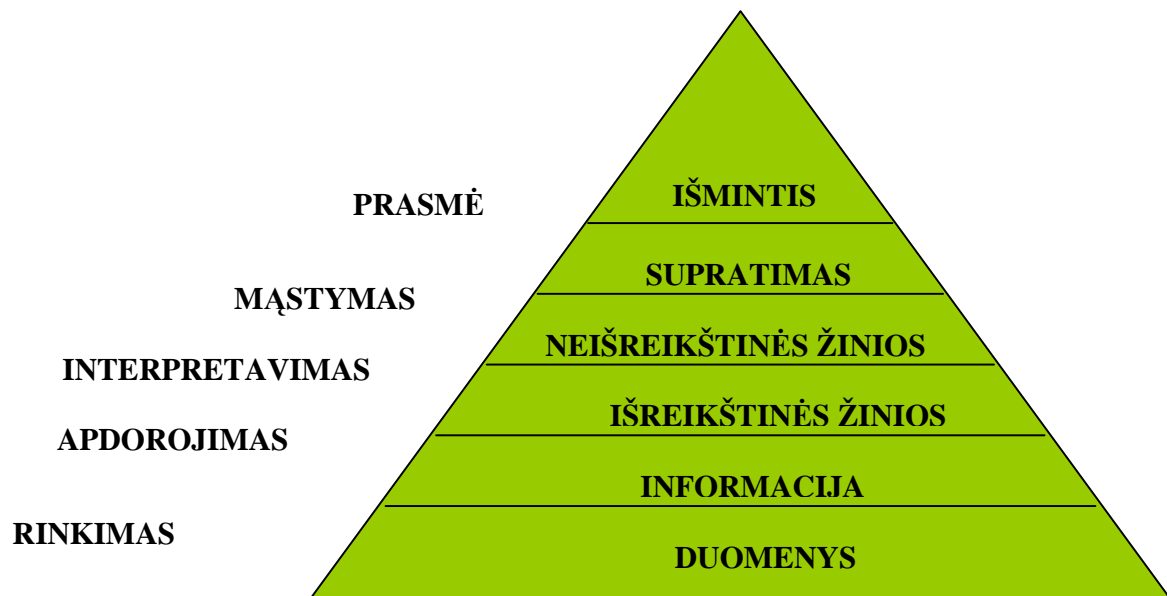 IŠMINTIS
PRASMĖ
SUPRATIMAS
MĄSTYMAS
NEIŠREIKŠTINĖS ŽINIOS
INTERPRETAVIMAS
IŠREIKŠTINĖS ŽINIOS
APDOROJIMAS
INFORMACIJA
RINKIMAS
DUOMENYS